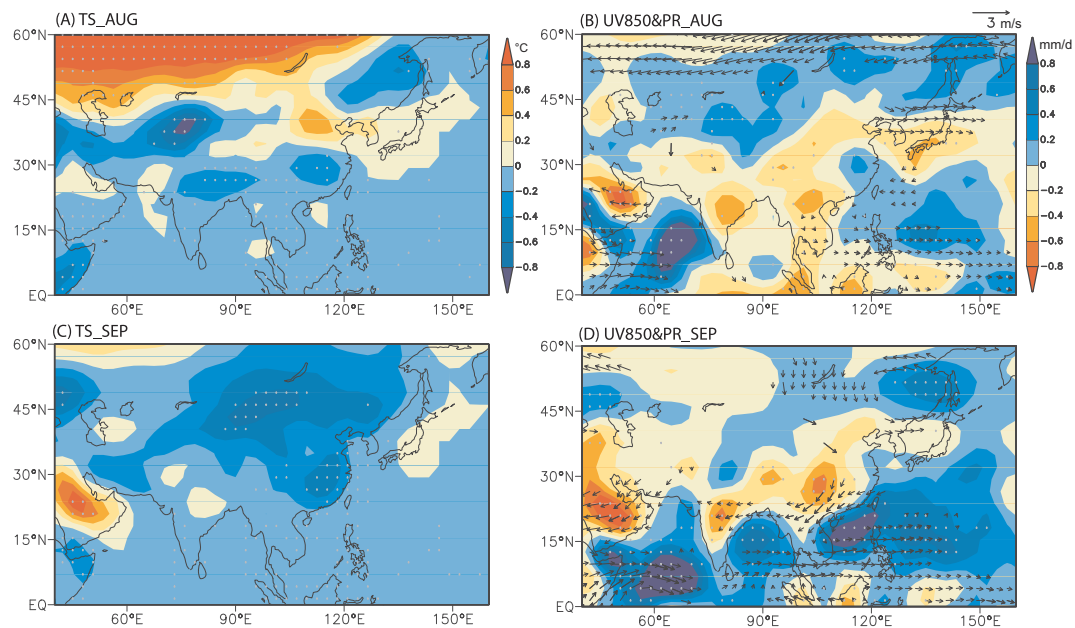 (A) TS_AUG
60°N
45°N
30°N
15°N
EQ
60°E
90°E
120°E
150°E
°C
0.8
0.6
0.4
0.2
0
−0.2
−0.4
−0.6
−0.8
(B) UV850&PR_AUG
3 m/s
60°N
45°N
30°N
15°N
EQ
60°E
90°E
120°E
150°E
mm/d
0.8
0.6
0.4
0.2
0
−0.2
−0.4
−0.6
−0.8
(C) TS_SEP
60°N
45°N
30°N
15°N
EQ
60°E
90°E
120°E
150°E
(D) UV850&PR_SEP
60°N
45°N
30°N
15°N
EQ
60°E
90°E
120°E
150°E